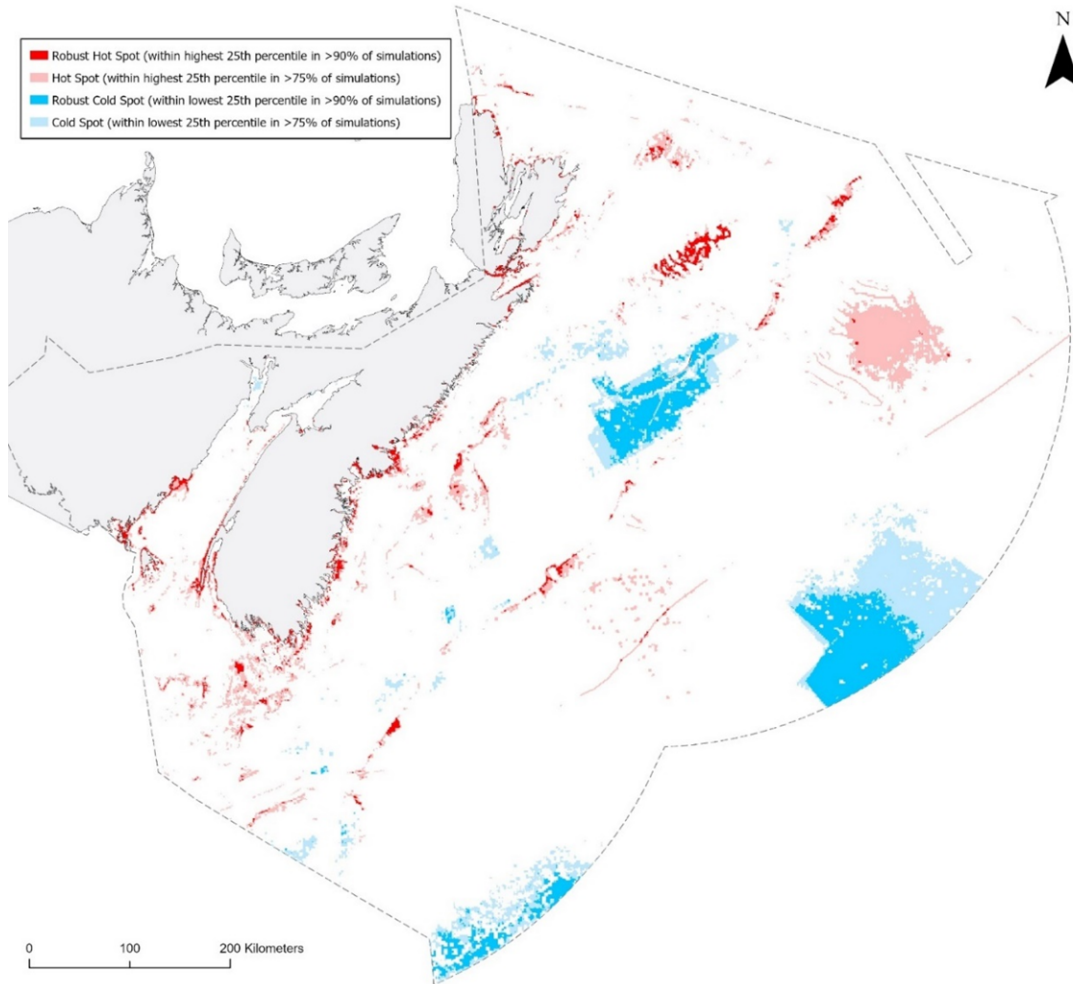 N
Robust Hot Spot (within highest 25th percentile in >90% of simulations)
Hot Spot (within highest 25th percentile in >75% of simulations)
Robust Cold Spot (within lowest 25th percentile in >90% of simulations)
Cold Spot (within lowest 25th percentile in >75% of simulations)
0 100 200 Kilometers